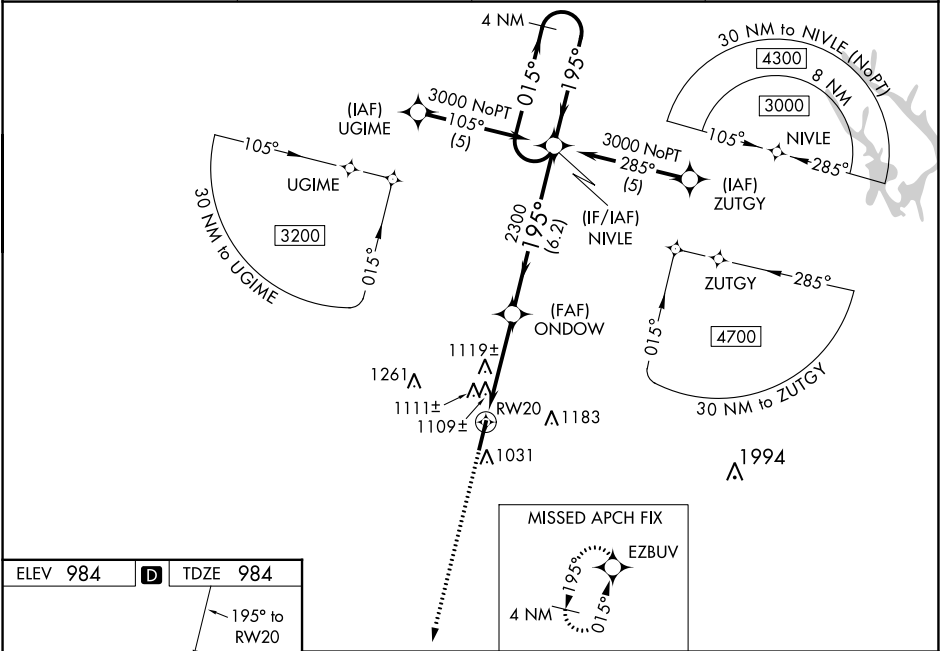 4 NM
015°
195°
(IAF)
UGIME
3000 NoPT
105°
(5)
3000 NoPT
285°
(5)
(IAF)
ZUTGY
(IF/IAF)
NIVLE
2300
195°
(6.2)
(FAF)
ONDOW
30 NM to NIVLE (NoPT)
4300
8 NM
3000
105°
NIVLE
285°
105°
UGIME
3200
015°
30 NM to UGIME
ZUTGY
285°
015°
4700
30 NM to ZUTGY
1119±
1261
1111±
1109±
RW20
1183
1031
1994
MISSED APCH FIX
EZBUV
195°
015°
4 NM
ELEV 984 D TDZE 984
195° to
RW20